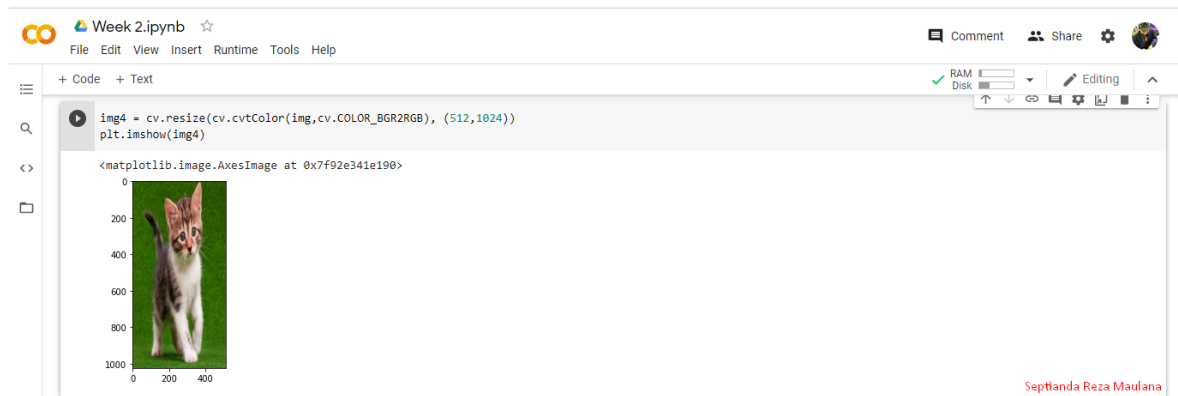 CO
Week 2.ipynb
File Edit View Insert Runtime Tools Help
Comment Share
+ Code + Text
RAM
Disk
Editing
img4 = cv.resize(cv.cvtColor(img,cv.COLOR_BGR2RGB), (512,1024))
plt.imshow(img4)
<matplotlib.image.AxesImage at 0x7f92e341e190>
0
200
400
600
800
1000
0 200 400
Septianda Reza Maulana